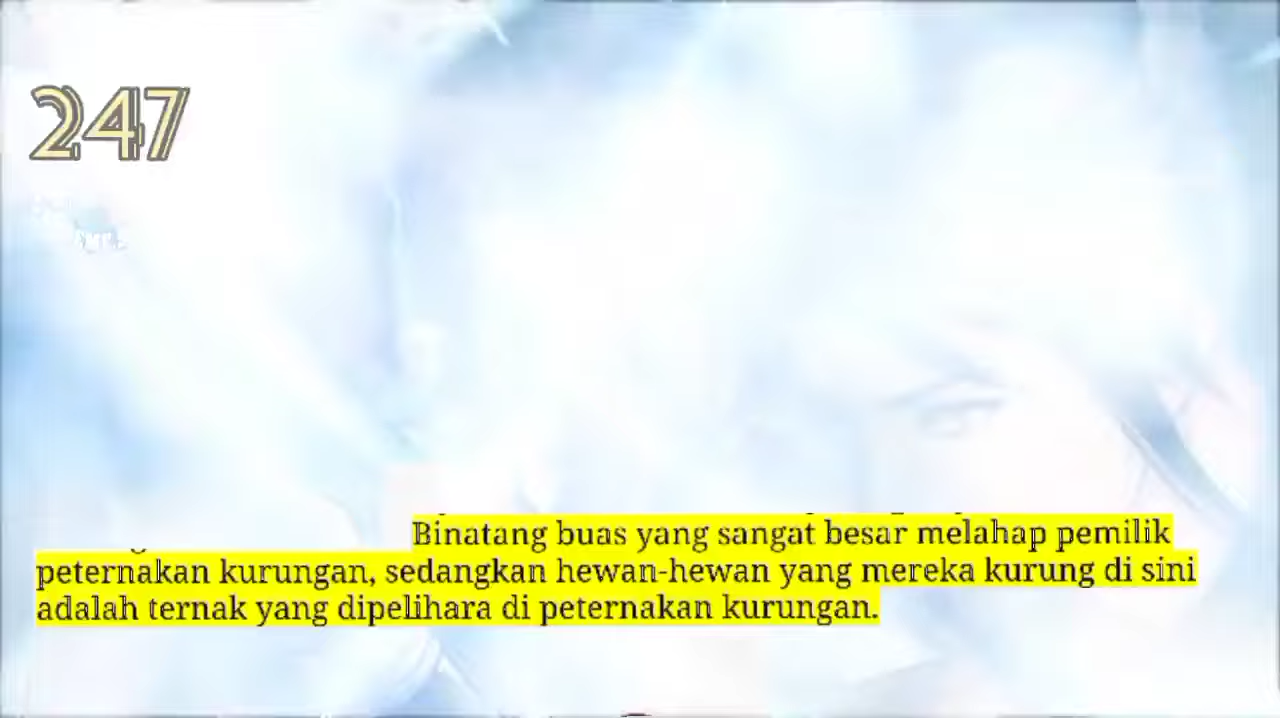 247
Binatang buas yang sangat besar melahap pemilik
peternakan kurungan, sedangkan hewan-hewan yang mereka kurung di sini
adalah ternak yang dipelihara di peternakan kurungan.